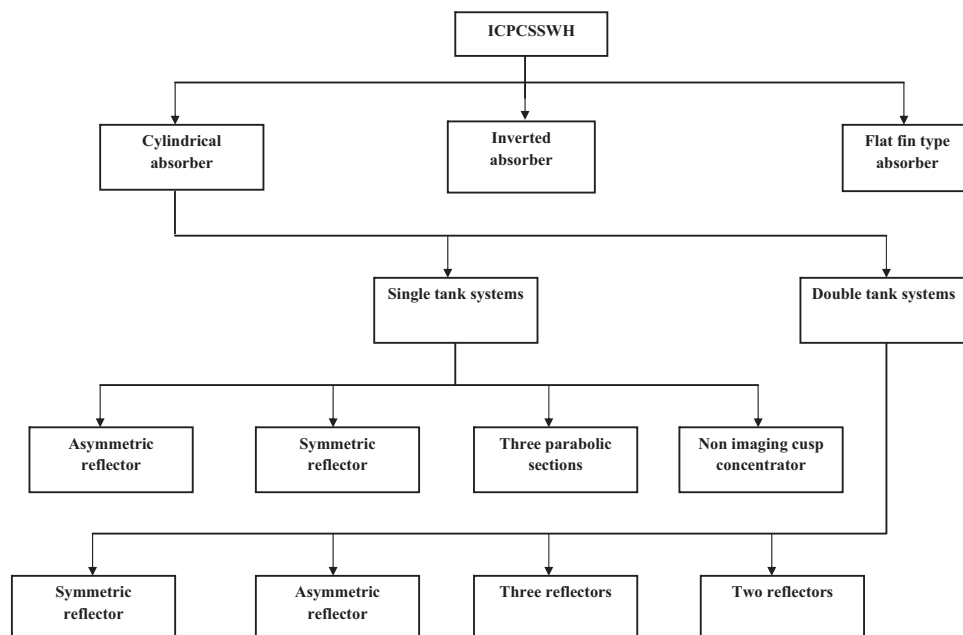 ICPCSSWH
Cylindrical
absorber
Inverted
absorber
Flat fin type
absorber
Single tank systems
Double tank systems
Asymmetric
reflector
Symmetric
reflector
Three parabolic
sections
Non imaging cusp
concentrator
Symmetric
reflector
Asymmetric
reflector
Three reflectors
Two reflectors